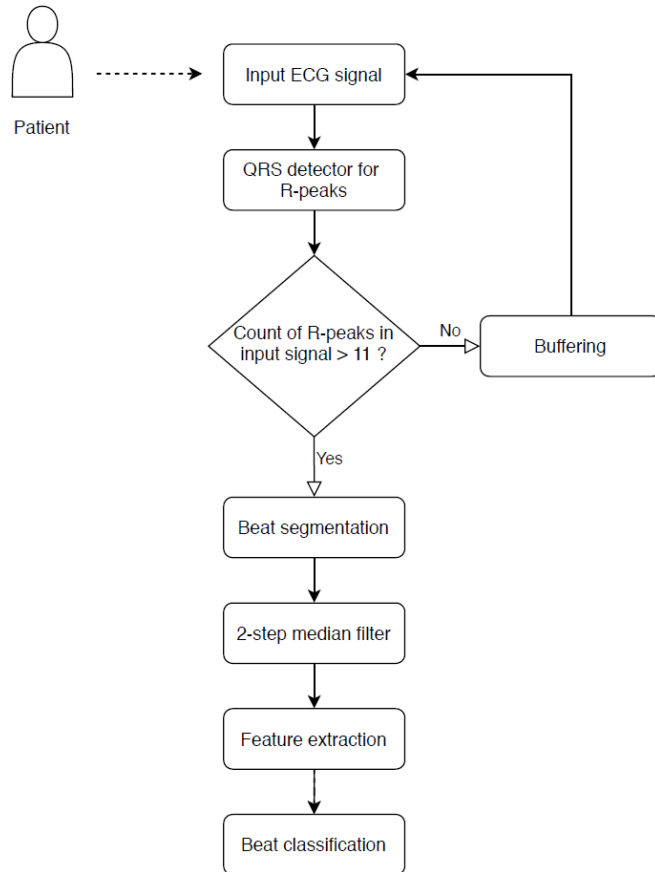 Patient
Input ECG signal
QRS detector for
R-peaks
Count of R-peaks in
input signal > 11 ?
No
Buffering
Yes
Beat segmentation
2-step median filter
Feature extraction
Beat classification